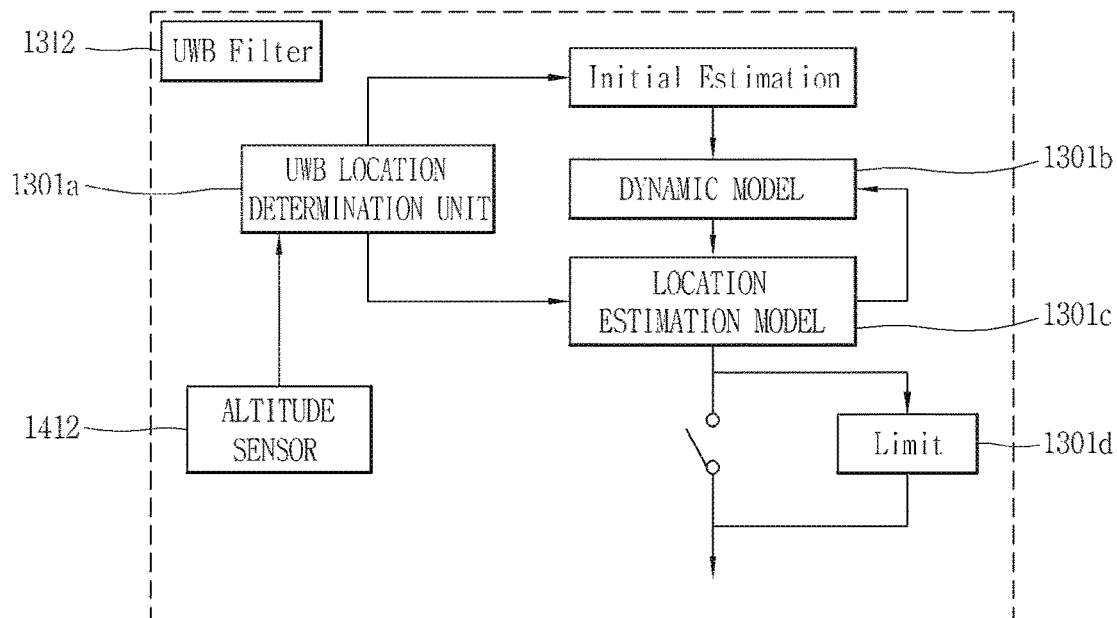 1312
UWB Filter
Initial Estimation
1301a
UWB LOCATION
DETERMINATION UNIT
1301b
DYNAMIC MODEL
LOCATION
ESTIMATION MODEL
1301c
1412
ALTITUDE
SENSOR
Limit
1301d